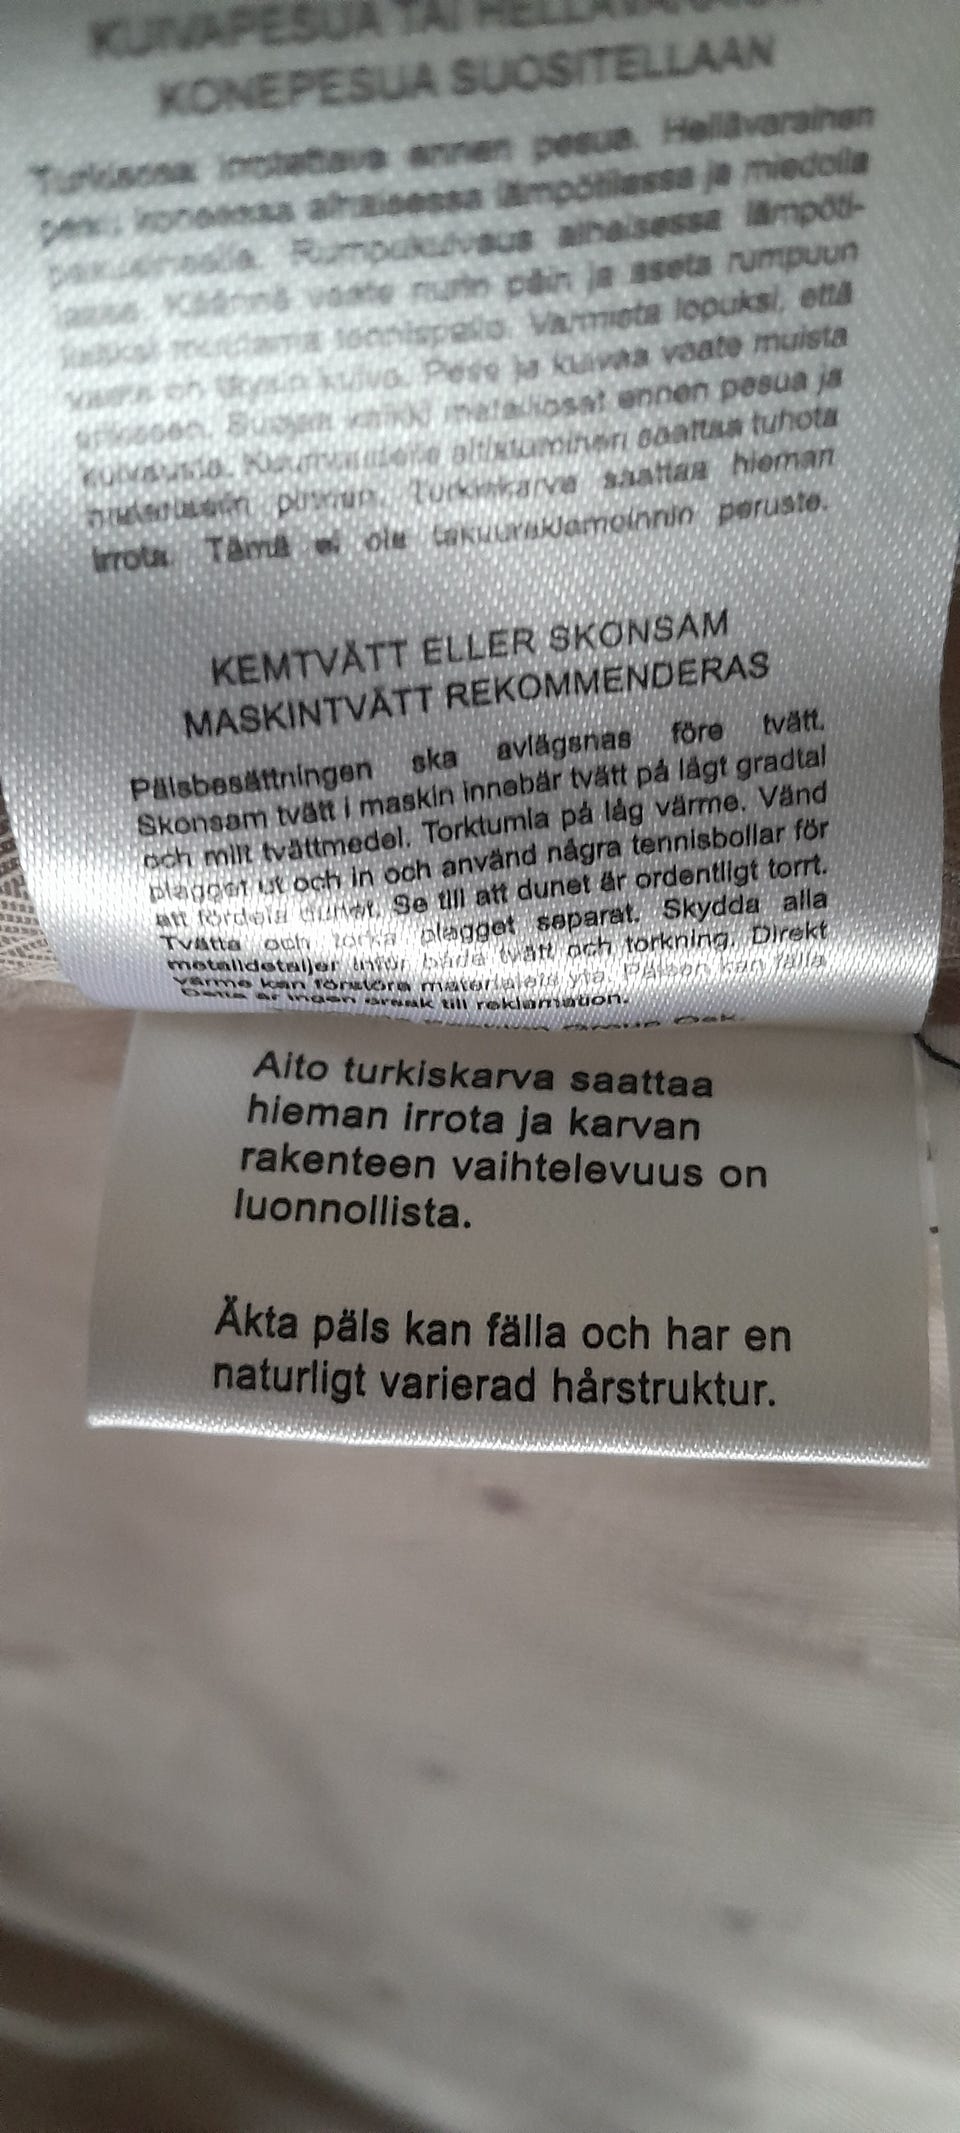 KUIVAPESUA TAI HELLÄVARAISTA
KONEPESUA SUOSITELLAAN
irrotettava ennen pesua. Hellävarainen
koneessa alhaisessa lämpötilassa ja miedolla
Rumpukuivaus alhaisessa lämpöti-
Käännä vaate nurin päin ja aseta rumpuun
muutama tennispallo. Varmista lopuksi, että
vaate on täysin kuiva. Pese ja kuivaa vaate muista
erikseen. Suojaa kaikki metalliosat ennen pesua ja
kuivausta. altistuminen saattaa tuhota
materiaalin pinnan. Turkiskarva saattaa hieman
irrota. Tämä ei ole takuureklamoinnin peruste.
KEMTVÄTT ELLER SKONSAM
MASKINTVÄTT REKOMMENDERAS
Pälsbesättningen ska avlägsnas före tvätt.
Skonsam tvätt i maskin innebär tvätt på lågt gradtal
och milt tvättmedel. Torktumla på låg värme. Vänd
plagget ut och in och använd några tennisbollar för
att fördela dunet. Se till att dunet är ordentligt torrt.
Tvätta och torka plagget separat. Skydda alla
metalldetaljer inför både tvätt och torkning. Direkt
värme kan förstöra materialets yta. Pälsen kan fälla
Detta är ingen orsak till reklamation.
Aito turkiskarva saattaa
hieman irrota ja karvan
rakenteen vaihtelevuus on
luonnollista.
Äkta päls kan fälla och har en
naturligt varierad hårstruktur.